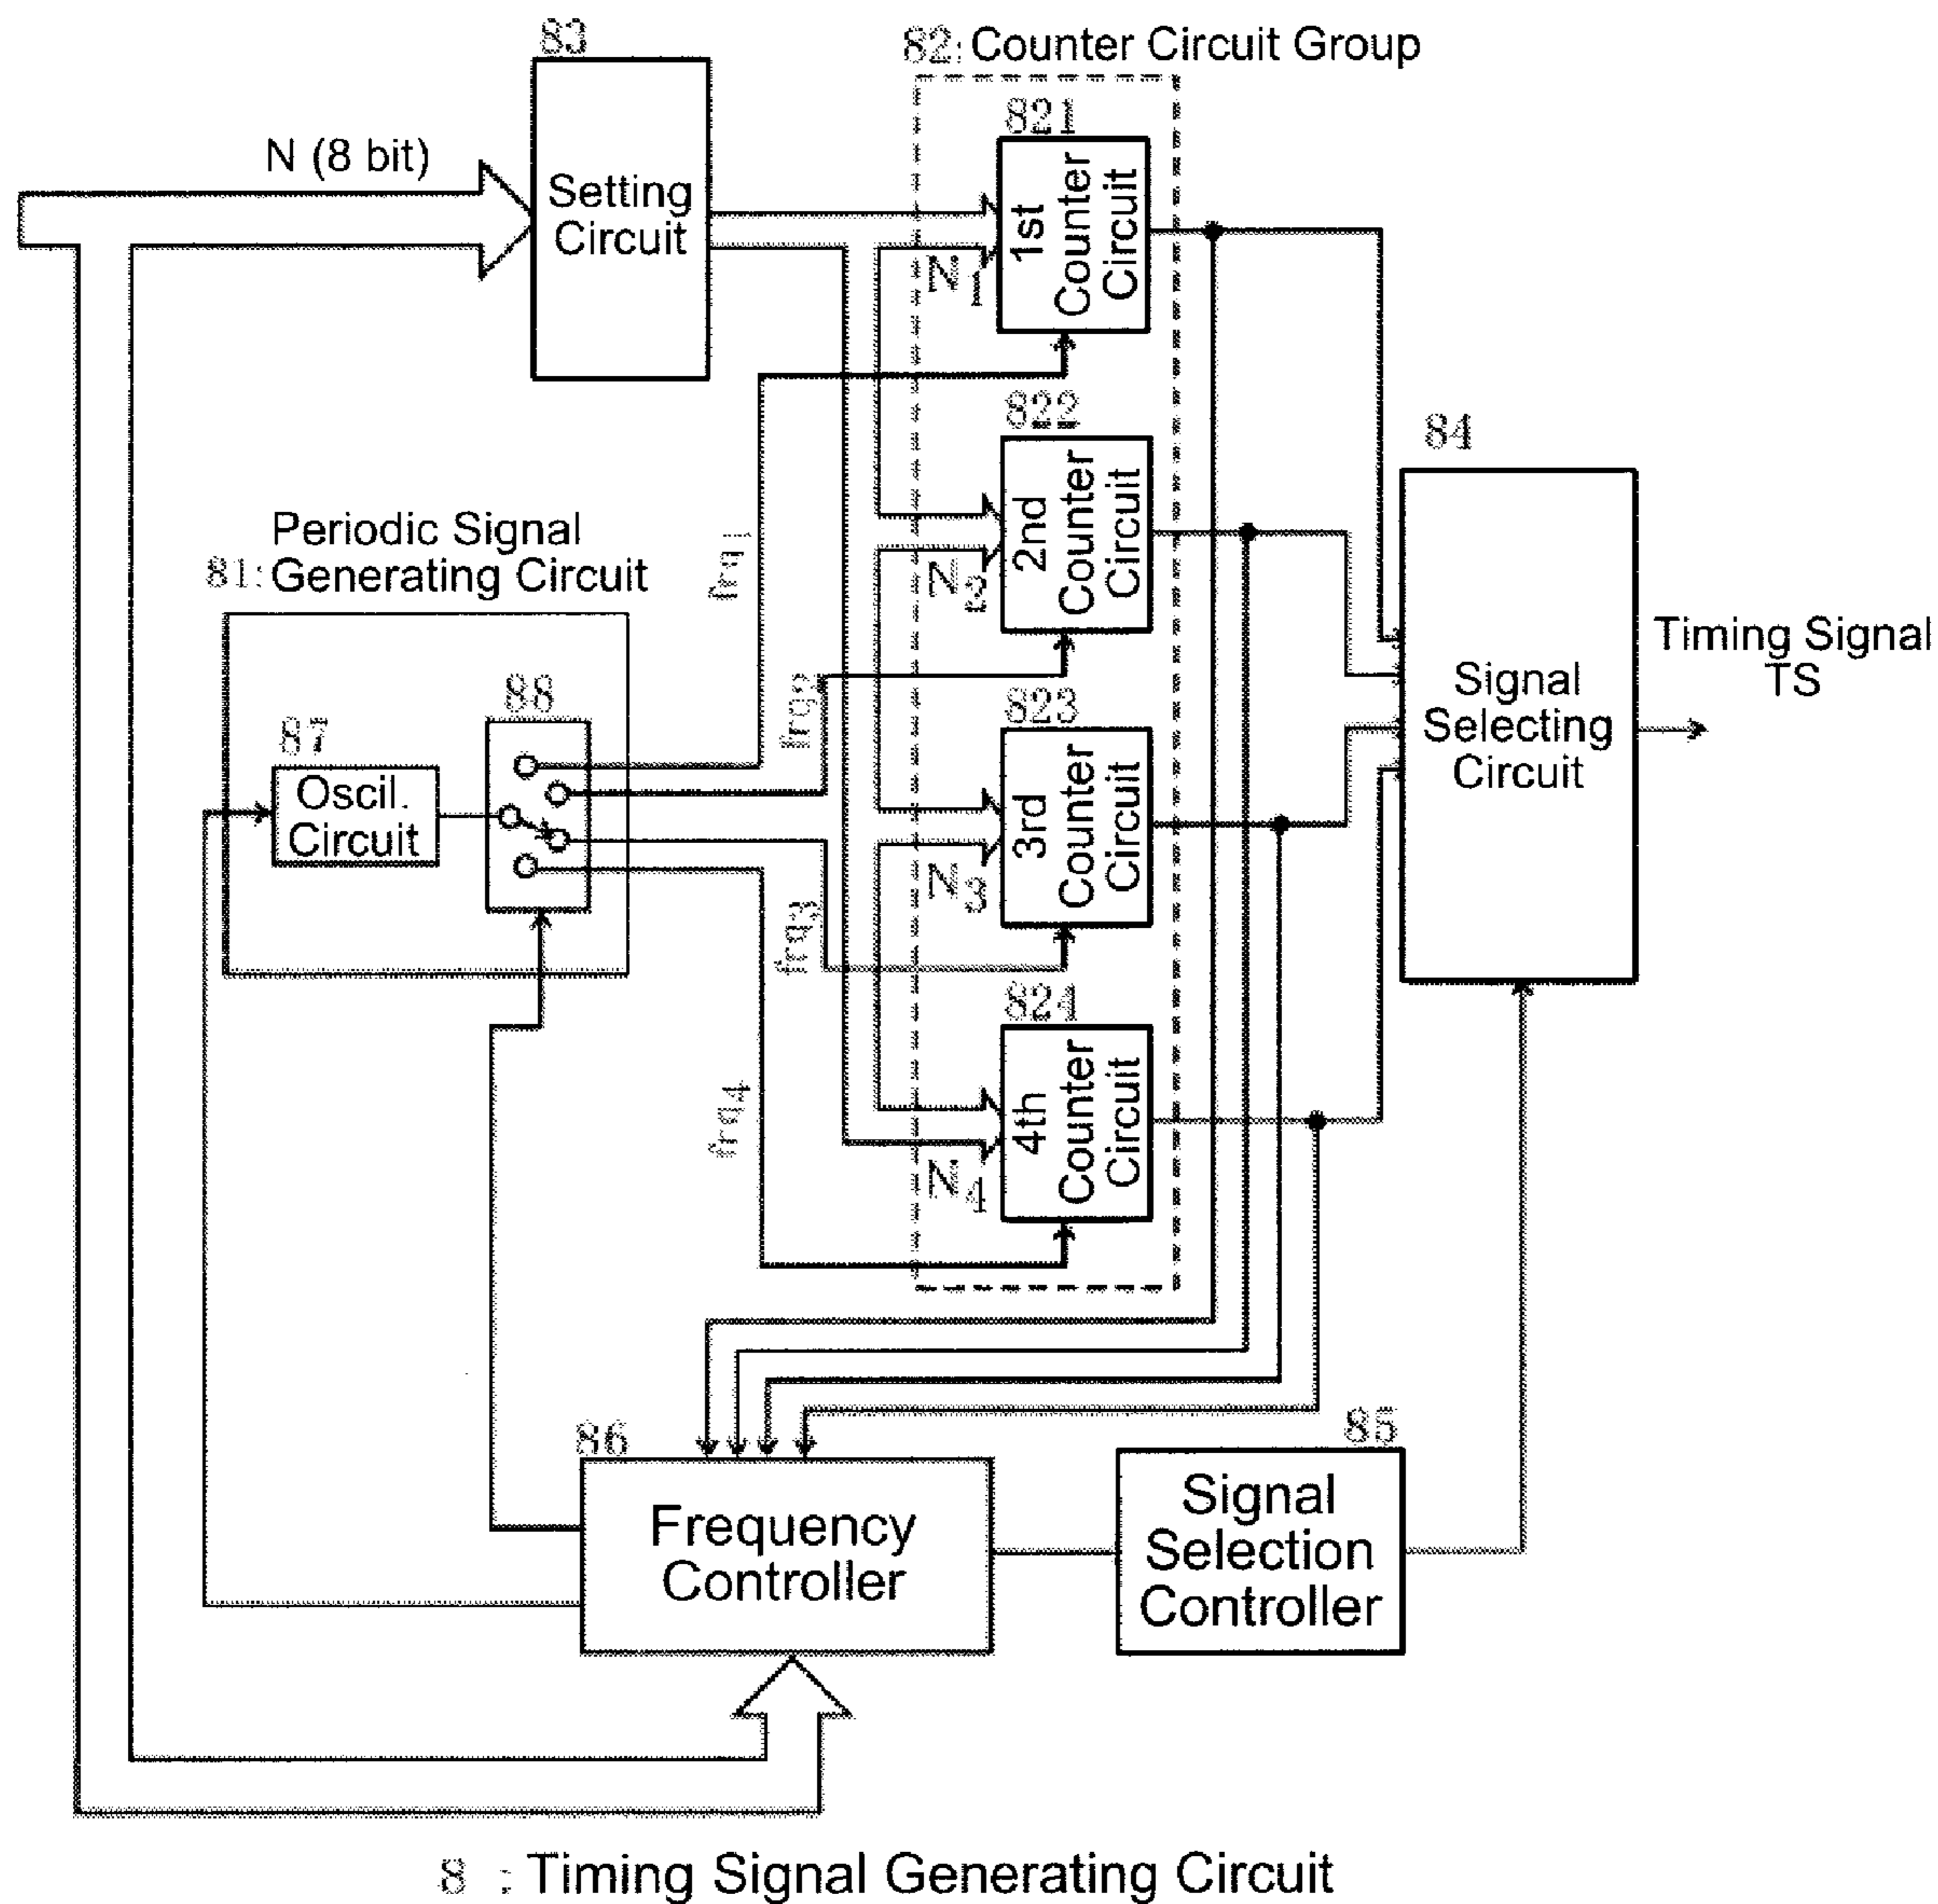 83
82: Counter Circuit Group
N (8 bit)
Setting
Circuit
821
1st
Counter
Circuit
N1
822
2nd
Counter
Circuit
N2
84
Periodic Signal
81: Generating Circuit
frq1
frq2
88
87
Oscil.
Circuit
823
3rd
Counter
Circuit
N3
frq3
Signal
Selecting
Circuit
Timing Signal
TS
824
4th
Counter
Circuit
N4
frq4
86
Frequency
Controller
85
Signal
Selection
Controller
8 : Timing Signal Generating Circuit